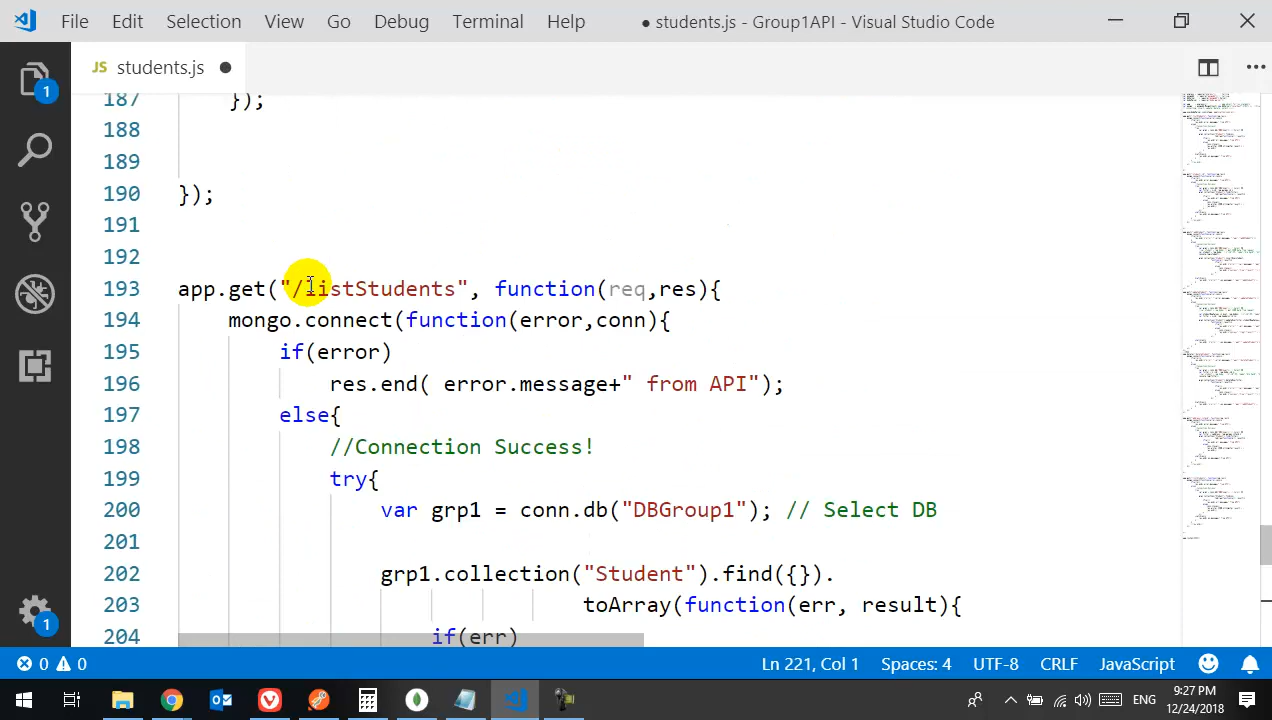 File Edit Selection View Go Debug Terminal Help ● students.js - Group1API - Visual Studio Code
JS students.js ●
187 });
188
189
190 });
191
192
193 app.get("/listStudents", function(req,res){
194 mongo.connect(function(error,conn){
195 if(error)
196 res.end( error.message+" from API");
197 else{
198 //Connection Success!
199 try{
200 var grp1 = conn.db("DBGroup1"); // Select DB
201
202 grp1.collection("Student").find({}).
203 toArray(function(err, result){
204 if(err)
1
1
0 0 Ln 221, Col 1 Spaces: 4 UTF-8 CRLF JavaScript
ENG 9:27 PM
12/24/2018